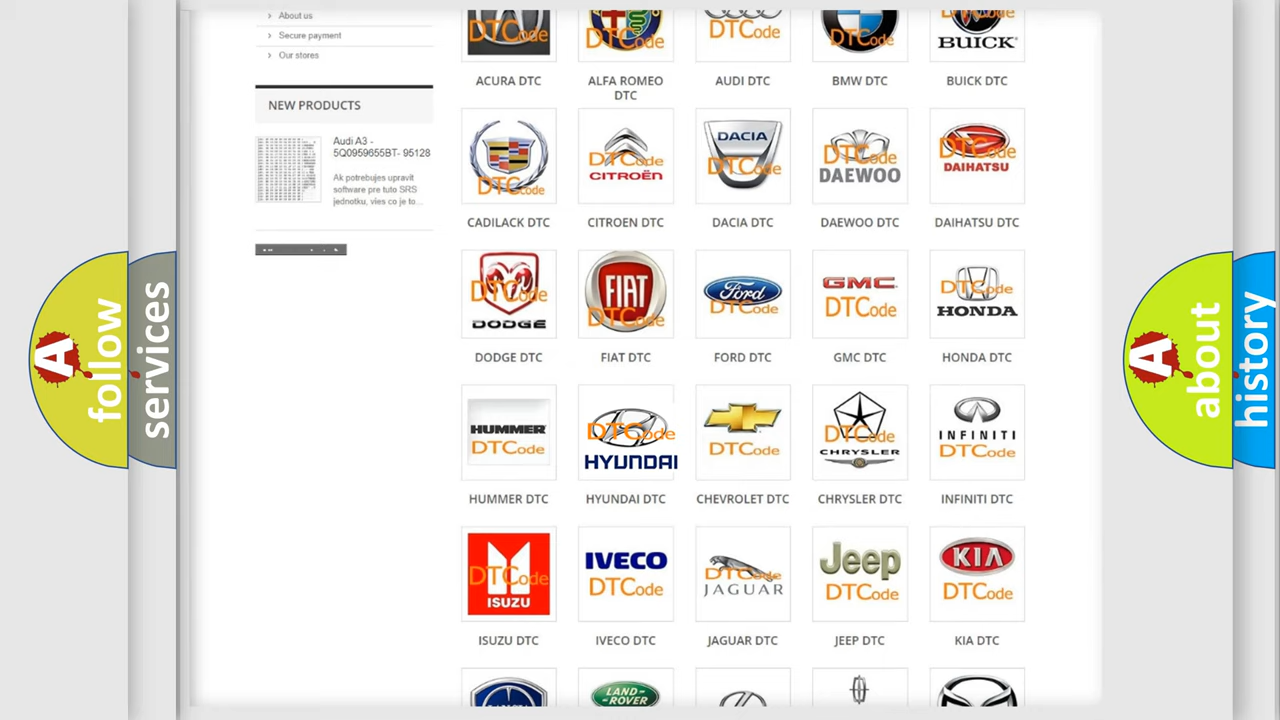 About us
Secure payment
Our stores
NEW PRODUCTS
Audi A3 -
5Q0959655BT- 95128
Ak potrebujes upravit
software pre tuto SRS
jednotku, vies co je to...
DTCode
DTCode
DTCode
DTCode
BUICK
ACURA DTC
ALFA ROMEO
DTC
AUDI DTC
BMW DTC
BUICK DTC
DTCode
DTCode
CITROËN
DACIA
DTCode
DTCode
DAEWOO
DTCode
DAIHATSU
CADILACK DTC
CITROEN DTC
DACIA DTC
DAEWOO DTC
DAIHATSU DTC
DTCode
DODGE
FIAT
DTCode
Ford
DTCode
GMC
DTCode
DTCode
HONDA
DODGE DTC
FIAT DTC
FORD DTC
GMC DTC
HONDA DTC
HUMMER
DTCode
DTCode
HYUNDAI
DTCode
DTCode
CHRYSLER
INFINITI
DTCode
HUMMER DTC
HYUNDAI DTC
CHEVROLET DTC
CHRYSLER DTC
INFINITI DTC
DTCode
ISUZU
IVECO
DTCode
DTCode
JAGUAR
Jeep
DTCode
KIA
DTCode
ISUZU DTC
IVECO DTC
JAGUAR DTC
JEEP DTC
KIA DTC
LAND-
ROVER
A follow
services
A about
history